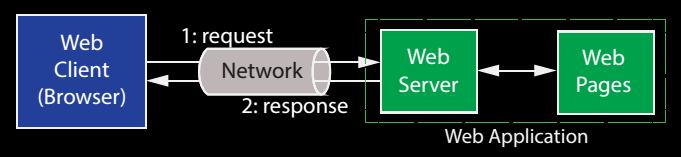 Web
Client
(Browser)
1: request
Network
2: response
Web
Server
Web
Pages
Web Application